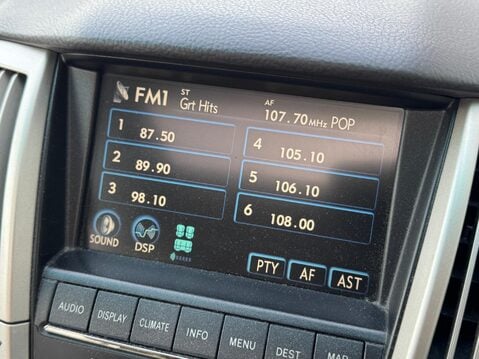 FM1 ST AF
Grt Hits 107.70MHz POP
1 87.50 4 105.10
2 89.90 5 106.10
3 98.10 6 108.00
SOUND DSP PTY AF AST
AUDIO DISPLAY CLIMATE INFO MENU DEST MAP